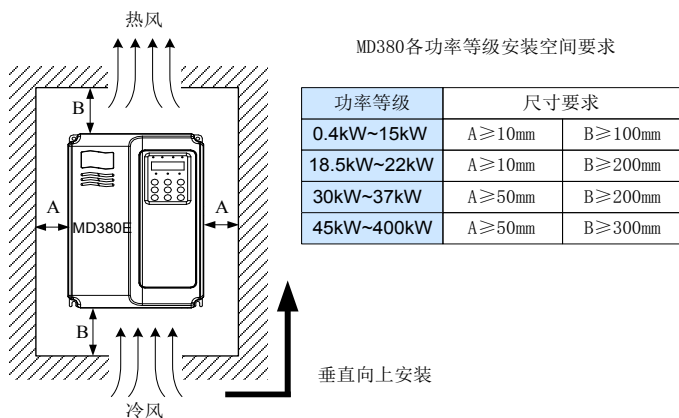 热风
MD380各功率等级安装空间要求
B
功率等级 尺寸要求
0.4kW~15kW A≥10mm B≥100mm
18.5kW~22kW A≥10mm B≥200mm
30kW~37kW A≥50mm B≥200mm
45kW~400kW A≥50mm B≥300mm
A A
MD380E
B
垂直向上安装
冷风